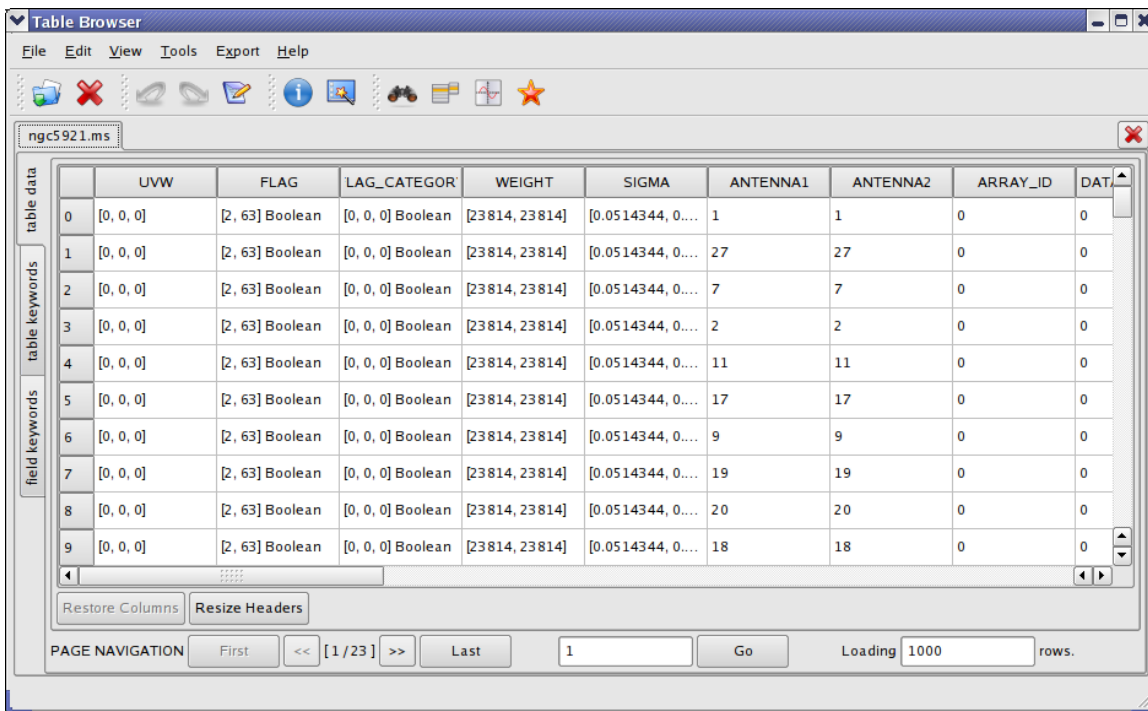 Table Browser
File Edit View Tools Export Help
ngc5921.ms
table data
table keywords
field keywords
UVW FLAG LAG_CATEGOR WEIGHT SIGMA ANTENNA1 ANTENNA2 ARRAY_ID DATA
0 [0, 0, 0] [2, 63] Boolean [0, 0, 0] Boolean [23814, 23814] [0.0514344, 0.... 1 1 0 0
1 [0, 0, 0] [2, 63] Boolean [0, 0, 0] Boolean [23814, 23814] [0.0514344, 0.... 27 27 0 0
2 [0, 0, 0] [2, 63] Boolean [0, 0, 0] Boolean [23814, 23814] [0.0514344, 0.... 7 7 0 0
3 [0, 0, 0] [2, 63] Boolean [0, 0, 0] Boolean [23814, 23814] [0.0514344, 0.... 2 2 0 0
4 [0, 0, 0] [2, 63] Boolean [0, 0, 0] Boolean [23814, 23814] [0.0514344, 0.... 11 11 0 0
5 [0, 0, 0] [2, 63] Boolean [0, 0, 0] Boolean [23814, 23814] [0.0514344, 0.... 17 17 0 0
6 [0, 0, 0] [2, 63] Boolean [0, 0, 0] Boolean [23814, 23814] [0.0514344, 0.... 9 9 0 0
7 [0, 0, 0] [2, 63] Boolean [0, 0, 0] Boolean [23814, 23814] [0.0514344, 0.... 19 19 0 0
8 [0, 0, 0] [2, 63] Boolean [0, 0, 0] Boolean [23814, 23814] [0.0514344, 0.... 20 20 0 0
9 [0, 0, 0] [2, 63] Boolean [0, 0, 0] Boolean [23814, 23814] [0.0514344, 0.... 18 18 0 0
Restore Columns Resize Headers
PAGE NAVIGATION First << [1 / 23] >> Last 1 Go Loading 1000 rows.